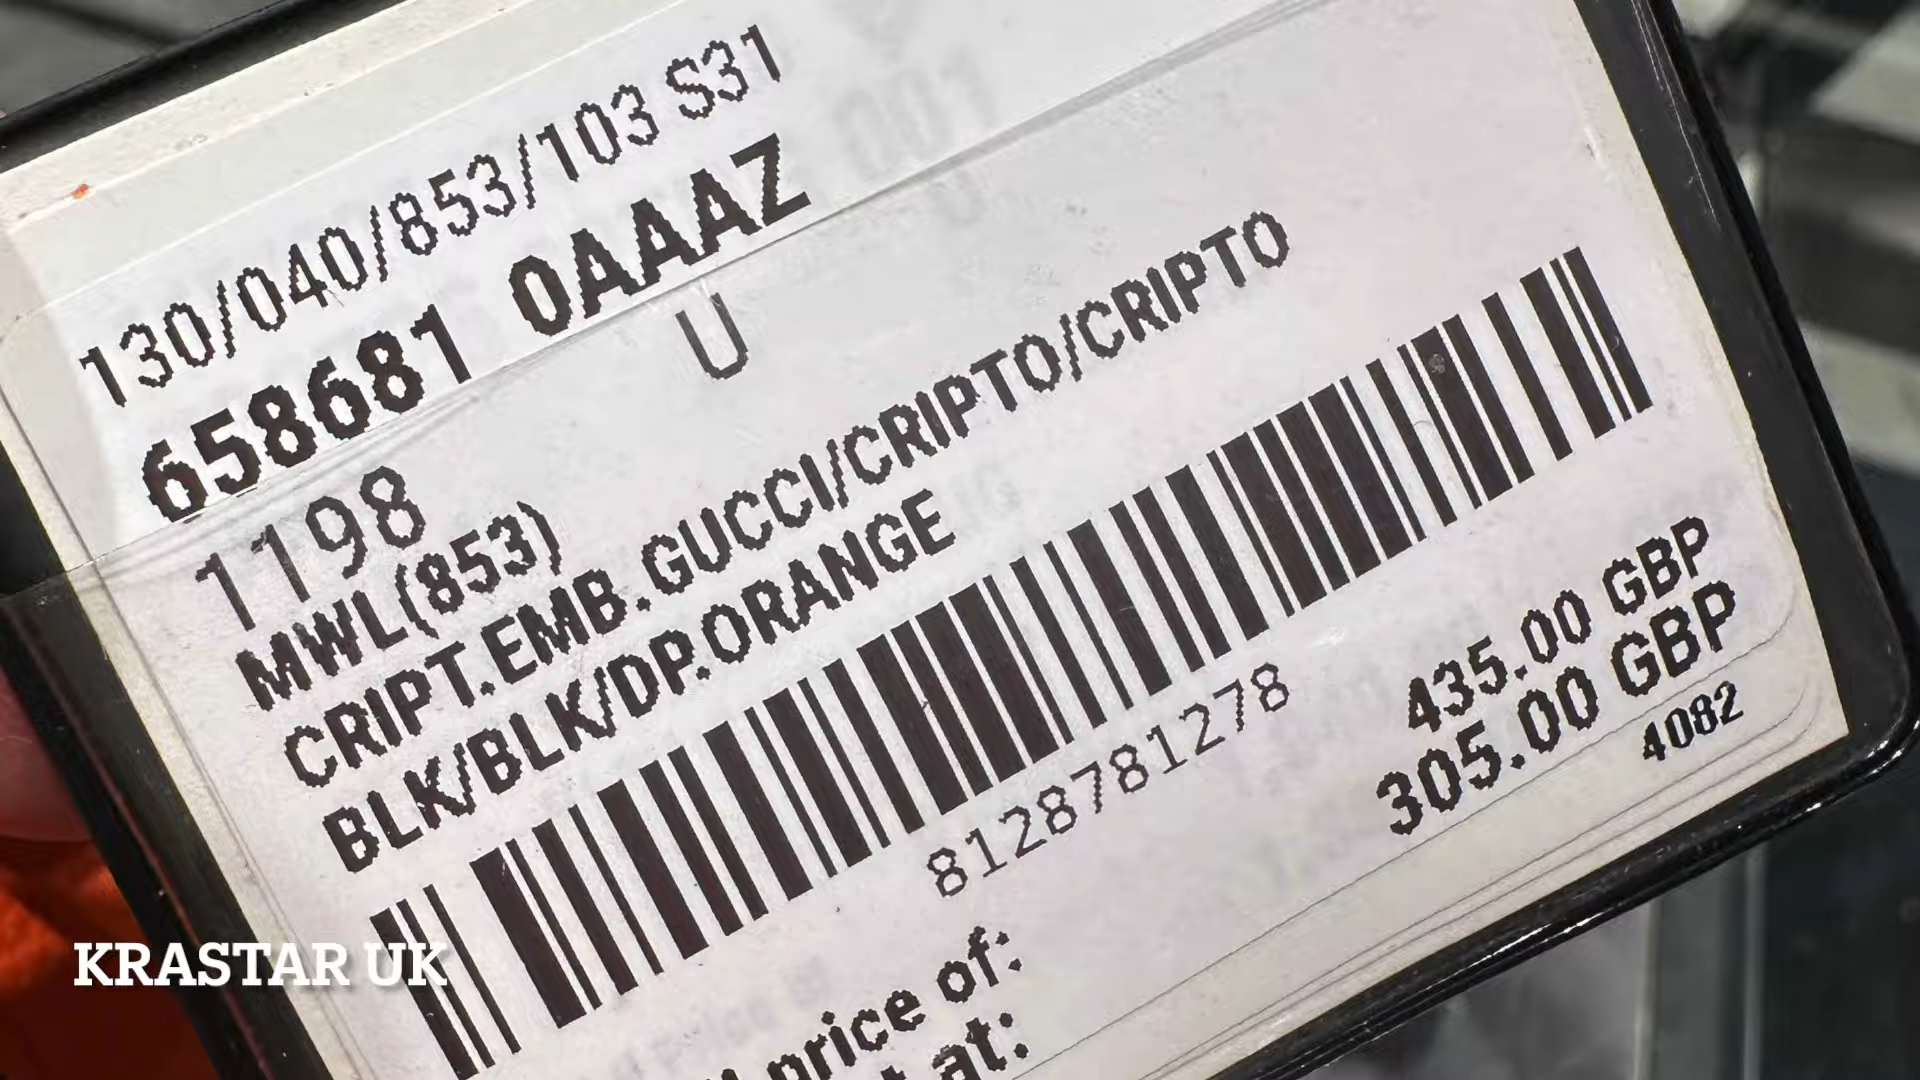 130/040/853/103 S31
658681 0AAAZ
1198 U
MWL(853)
CRIPT.EMB.GUCCI/CRIPTO/CRIPTO
BLK/BLK/DP.ORANGE
8128781278
435.00 GBP
305.00 GBP
4082
price of:
at:
KRASTAR UK